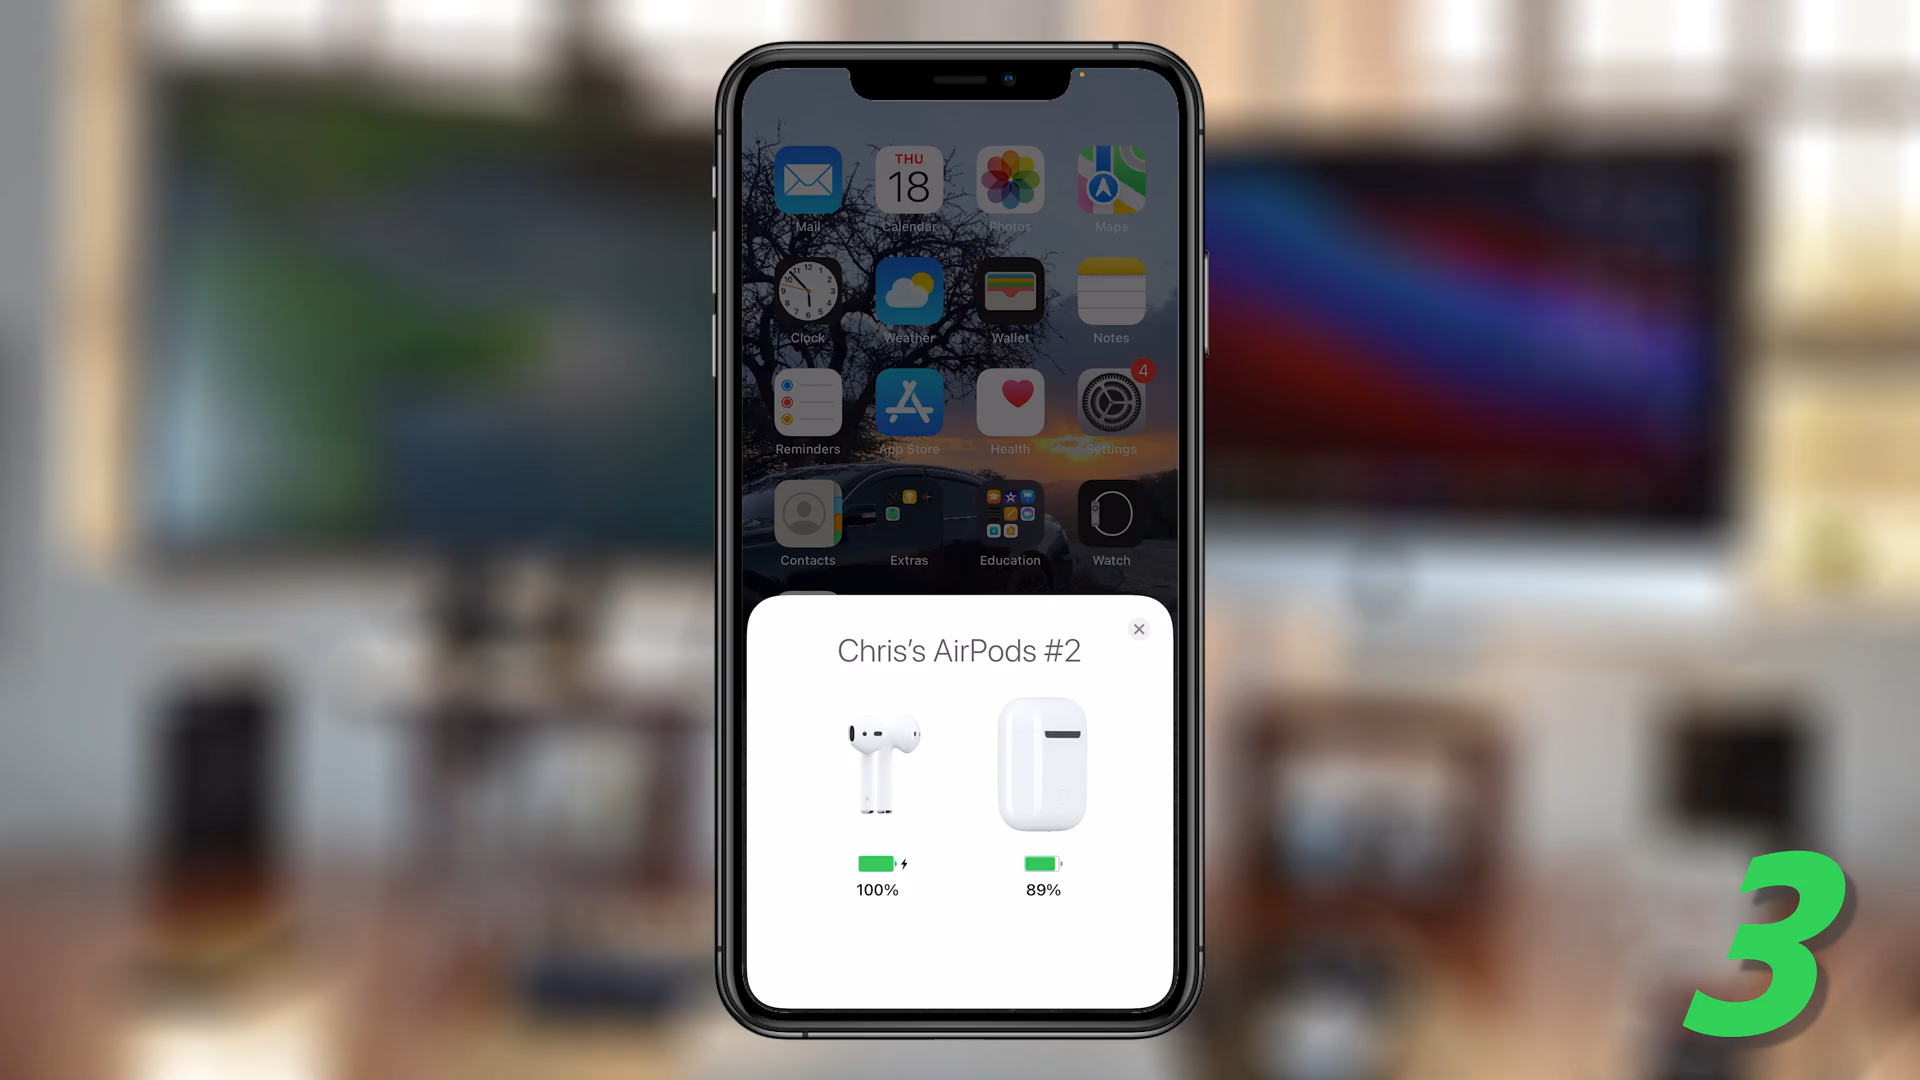 THU
18
Mail
Calendar
Photos
Maps
Clock
Weather
Wallet
Notes
4
Reminders
App Store
Health
Settings
Contacts
Extras
Education
Watch
Chris's AirPods #2
100%
89%
3